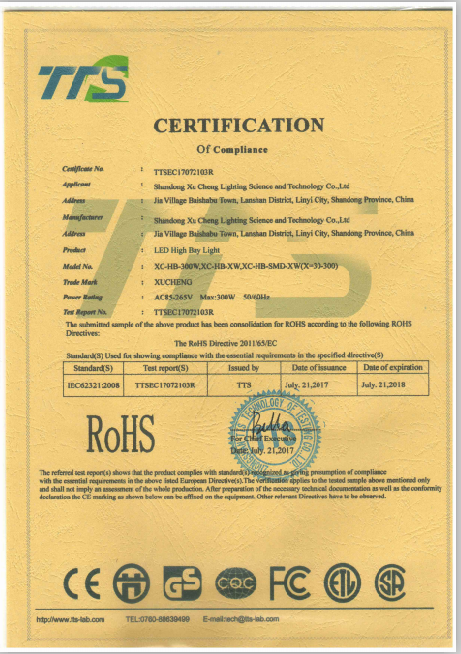 TTS
CERTIFICATION
Of Compliance
Certificate No : TTSEC17072103R
Applicant : Shandong Xu Cheng Lighting Science and Technology Co.,Ltd
Address : Jia Village Baishabu Town, Lanshan District, Linyi City, Shandong Province, China
Manufacturer : Shandong Xu Cheng Lighting Science and Technology Co.,Ltd
Address : Jia Village Baishabu Town, Lanshan District, Linyi City, Shandong Province, China
Product : LED High Bay Light
Model No. : XC-HB-300W,XC-HB-XW,XC-HB-SMD-XW(X=30-300)
Trade Mark : XUCHENG
Power Rating : AC85-265V Max:300W 50/60Hz
Test Report No. : TTSEC17072103R
The submitted sample of the above product has been consolidation for ROHS according to the following ROHS
Directives:
The RoHS Directive 2011/65/EC
Standard(S) Used for showing compliance with the essential requirements in the specified directive(S)
Standard(S) Test report(S) Issued by Date of issuance Date of expiration
IEC62321:2008 TTSEC17072103R TTS July. 21,2017 July. 21,2018
RoHS
TTS
For Chief Executive
Date: July. 21,2017
The referred test report(s) shows that the product complies with standard(s) recognized as giving presumption of compliance
with the essential requirements in the above listed European Directive(s).The verification applies to the tested sample above mentioned only
and shall not imply an assessment of the whole production. After preparation of the necessary technical documentation as well as the conformity
declaration the CE marking as shown below can be affixed on the equipment. Other relevant Directives have to be observed.
CE GS CQC FC ETL SA
http://www.tts-lab.com TEL:0760-88639499 E-mail:ech@tts-lab.com